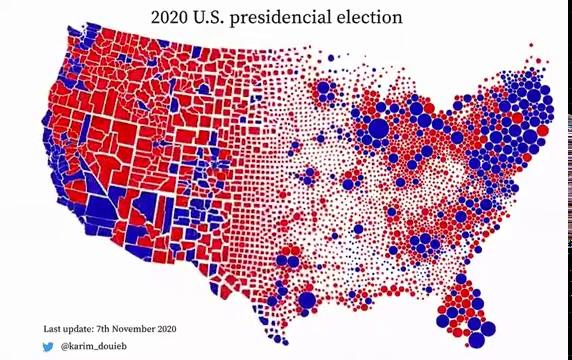 2020 U.S. presidencial election
Last update: 7th November 2020
@karim_douieb